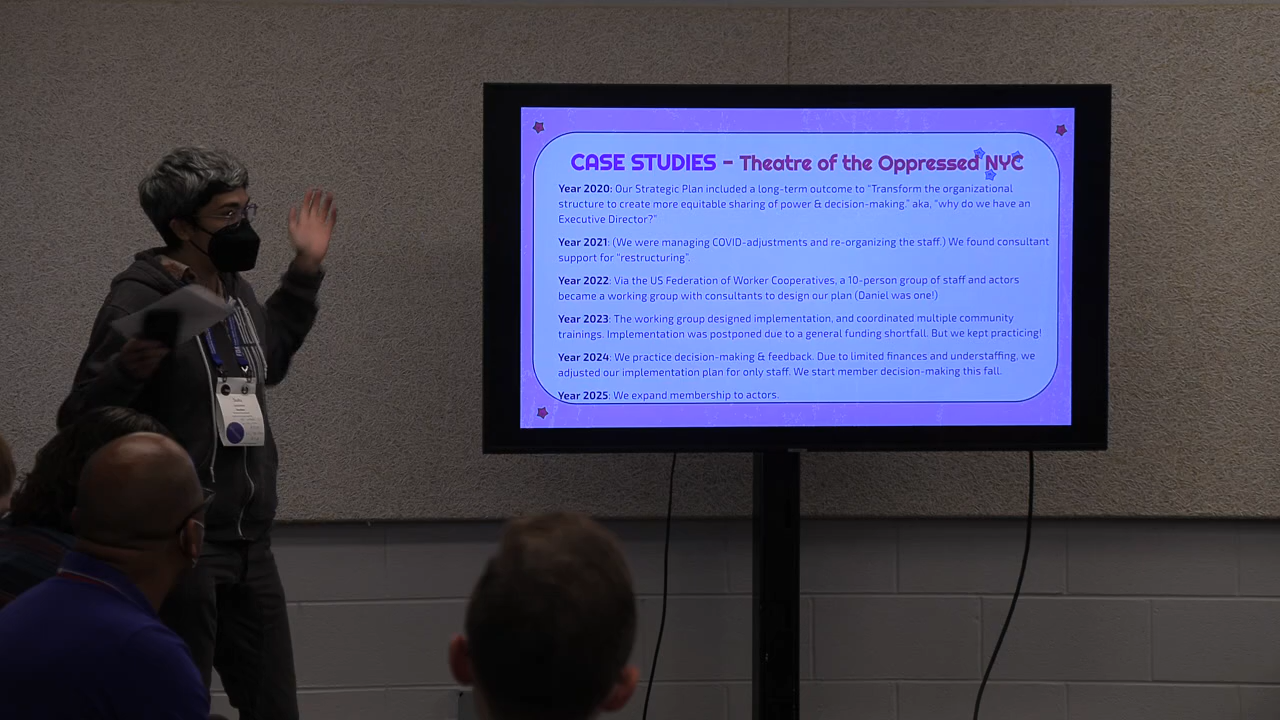 CASE STUDIES - Theatre of the Oppressed NYC
Year 2020: Our Strategic Plan included a long-term outcome to "Transform the organizational
structure to create more equitable sharing of power & decision-making." aka, "why do we have an
Executive Director?"
Year 2021: (We were managing COVID-adjustments and re-organizing the staff.) We found consultant
support for "restructuring".
Year 2022: Via the US Federation of Worker Cooperatives, a 10-person group of staff and actors
became a working group with consultants to design our plan (Daniel was one!)
Year 2023: The working group designed implementation, and coordinated multiple community
trainings. Implementation was postponed due to a general funding shortfall. But we kept practicing!
Year 2024: We practice decision-making & feedback. Due to limited finances and understaffing, we
adjusted our implementation plan for only staff. We start member decision-making this fall.
Year 2025: We expand membership to actors.